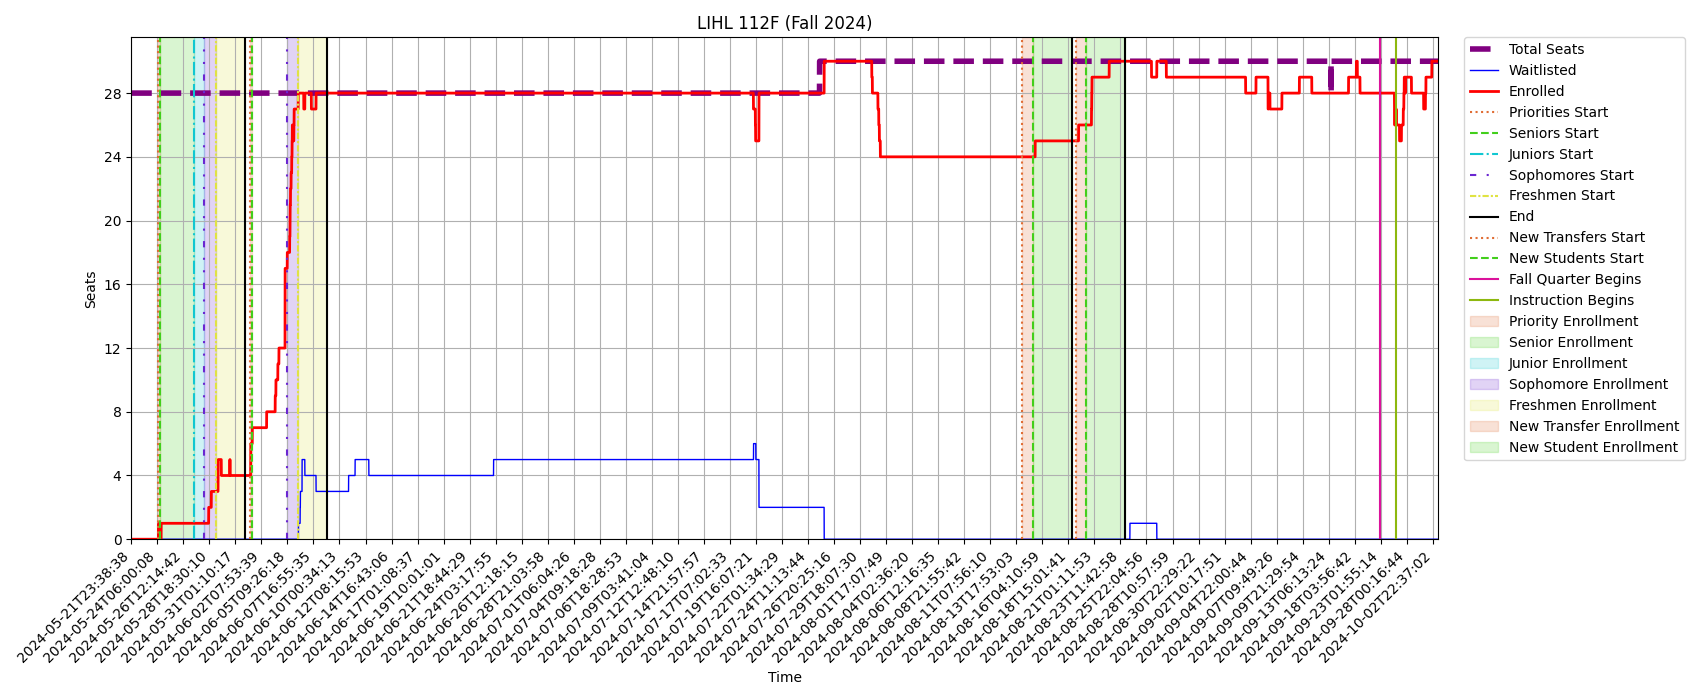 LIHL 112F (Fall 2024)
Seats
28
24
20
16
12
8
4
0
2024-05-21T23:38:38
2024-05-24T06:00:08
2024-05-26T12:14:42
2024-05-28T18:30:10
2024-05-31T01:10:17
2024-06-02T07:53:39
2024-06-05T09:26:18
2024-06-07T16:55:35
2024-06-10T00:34:13
2024-06-12T08:15:53
2024-06-14T16:43:06
2024-06-17T01:08:37
2024-06-19T10:01:01
2024-06-21T18:44:29
2024-06-24T03:17:55
2024-06-26T12:18:15
2024-06-28T21:03:58
2024-07-01T06:04:26
2024-07-04T09:18:28
2024-07-06T18:28:53
2024-07-09T03:41:04
2024-07-12T12:48:10
2024-07-14T21:57:57
2024-07-17T07:02:33
2024-07-19T16:07:21
2024-07-22T01:34:29
2024-07-24T11:13:44
2024-07-26T20:25:16
2024-07-29T18:07:30
2024-08-01T17:07:49
2024-08-04T02:36:20
2024-08-06T12:16:35
2024-08-08T21:55:42
2024-08-11T07:56:10
2024-08-13T17:53:03
2024-08-16T04:10:59
2024-08-18T15:01:41
2024-08-21T01:11:53
2024-08-23T11:42:58
2024-08-25T22:04:56
2024-08-28T10:57:59
2024-08-30T22:29:22
2024-09-02T10:17:51
2024-09-04T22:00:44
2024-09-07T09:49:26
2024-09-09T21:29:54
2024-09-13T06:13:24
2024-09-18T03:56:42
2024-09-23T01:55:14
2024-09-28T00:16:44
2024-10-02T22:37:02
Time
Total Seats
Waitlisted
Enrolled
Priorities Start
Seniors Start
Juniors Start
Sophomores Start
Freshmen Start
End
New Transfers Start
New Students Start
Fall Quarter Begins
Instruction Begins
Priority Enrollment
Senior Enrollment
Junior Enrollment
Sophomore Enrollment
Freshmen Enrollment
New Transfer Enrollment
New Student Enrollment